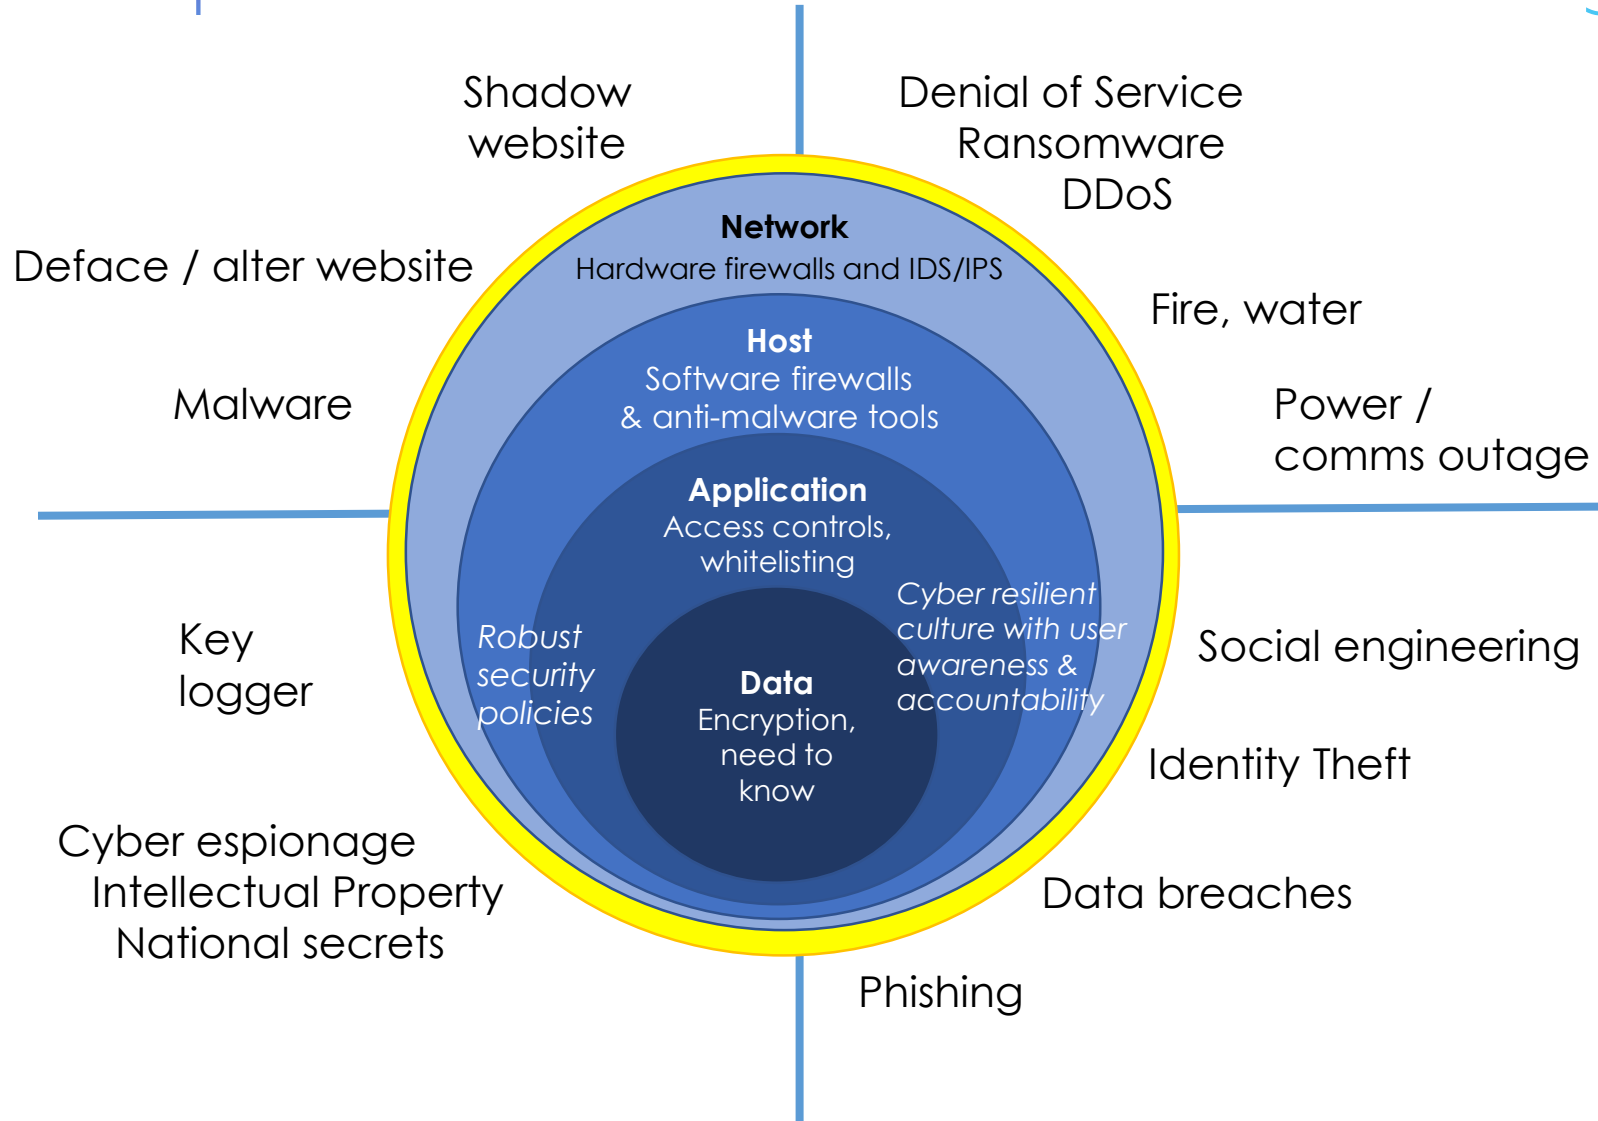 Shadow
website
Denial of Service
Ransomware
DDoS
Deface / alter website
Malware
Fire, water
Power /
comms outage
Network
Hardware firewalls and IDS/IPS
Host
Software firewalls
& anti-malware tools
Application
Access controls,
whitelisting
Robust
security
policies
Cyber resilient
culture with user
awareness &
accountability
Data
Encryption,
need to
know
Key
logger
Cyber espionage
Intellectual Property
National secrets
Social engineering
Identity Theft
Data breaches
Phishing